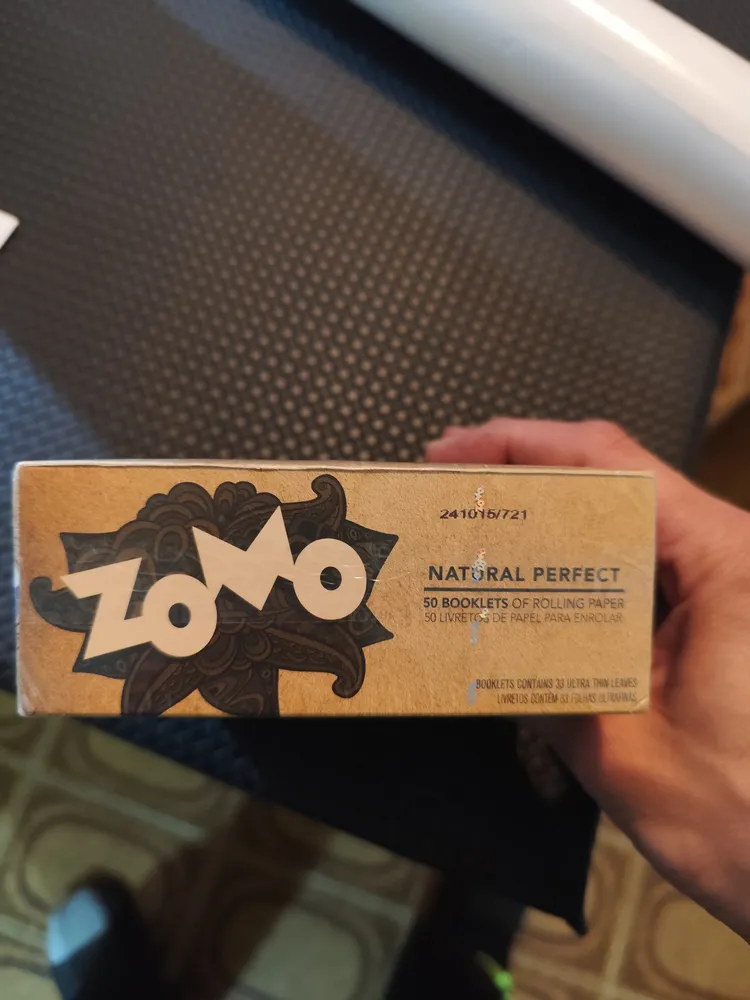 ZOMO
241015/721
NATURAL PERFECT
50 BOOKLETS OF ROLLING PAPER
50 LIVRETOS DE PAPEL PARA ENROLAR
BOOKLETS CONTAINS 33 ULTRA THIN LEAVES
LIVRETOS CONTÊM 33 FOLHAS ULTRAFINAS